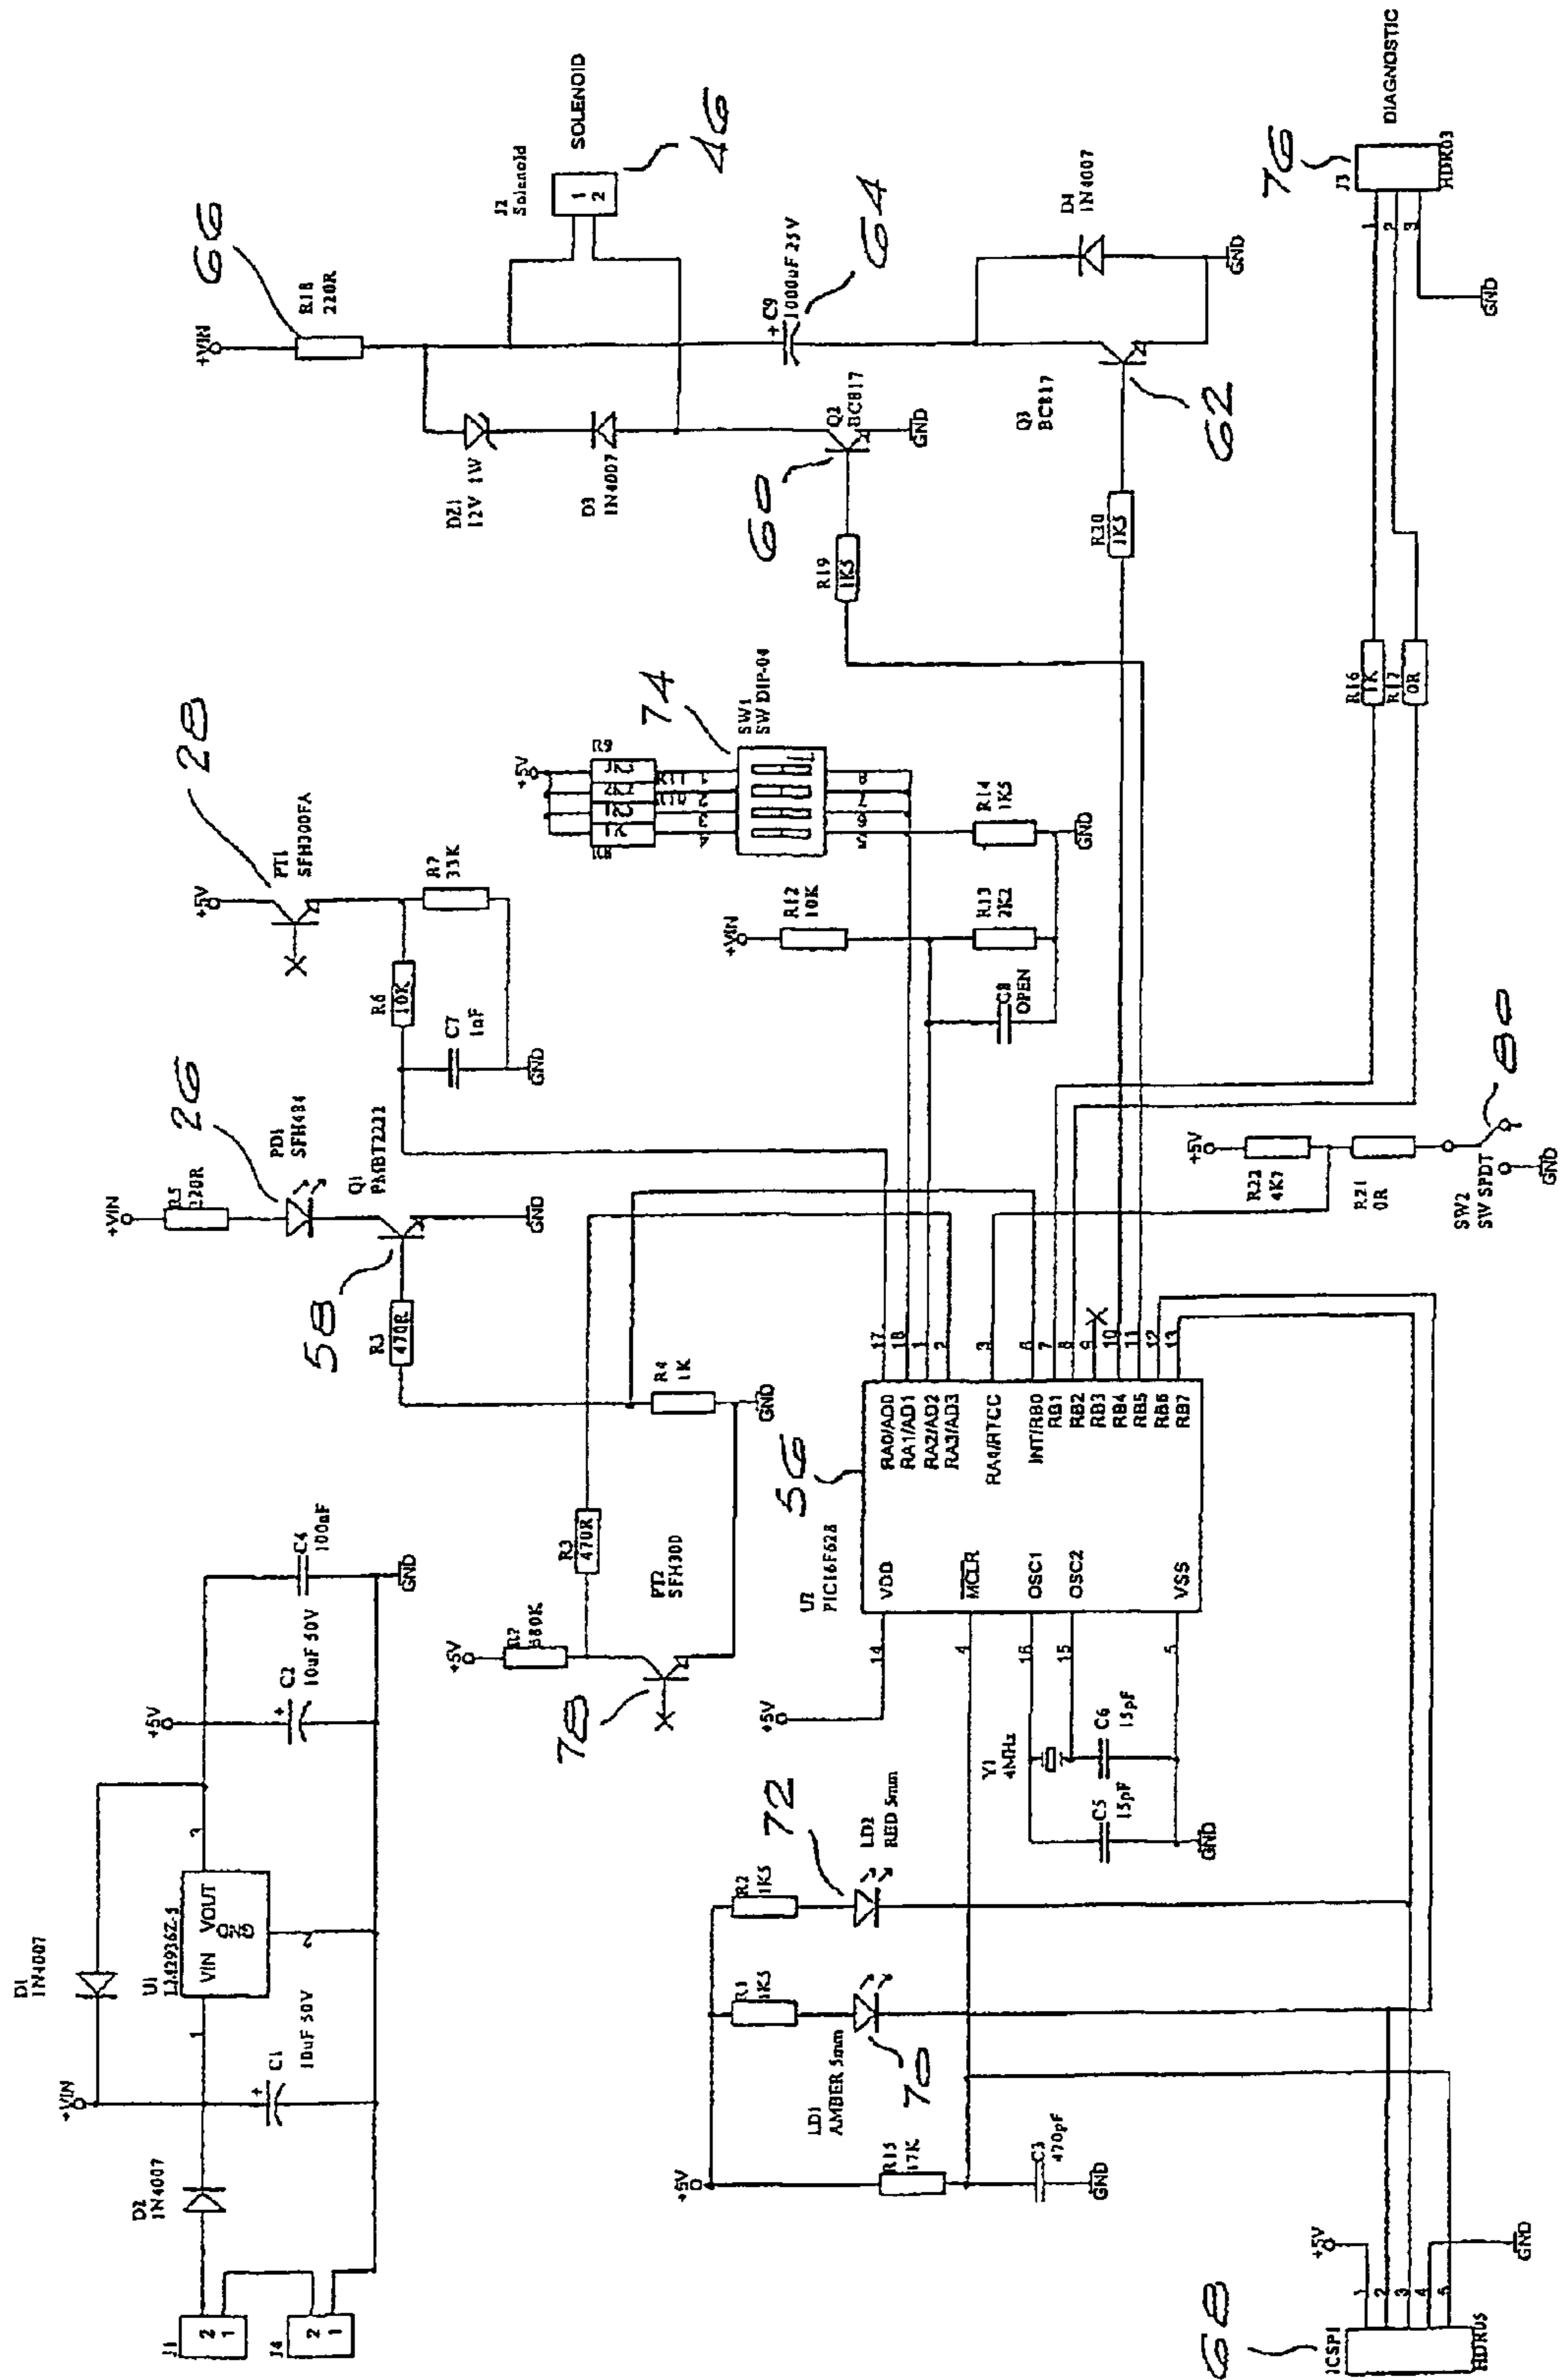 J1
2
1
J4
2
1
D2
1N4007
D1
1N4007
+VIN
C1
10uF 50V
+
U1
LM2936Z-5
VIN
VOUT
GND
1
2
3
+5V
C2
10uF 50V
+
C4
100nF
GND
+VIN
R5
220R
PD1
SFH484
26
Q1
PMBT2222
58
R3
470R
R4
1K
GND
GND
+5V
PT1
SFH300FA
28
R7
33K
R6
10K
C7
1nF
GND
+VIN
R18
220R
66
J2
Solenoid
1
2
SOLENOID
46
DZ1
12V 1W
D3
1N4007
C9
1000uF 25V
+
64
Q2
BC817
60
GND
R19
1K5
D4
1N4007
GND
Q3
BC817
62
R20
1K5
+5V
680K
R3
470R
PT2
SFH300
78
+5V
R9
SW1
SW DIP-04
74
R14
1K5
GND
+VIN
R12
10K
R13
2K2
C8
OPEN
U2
PIC16F628
56
VDD
MCLR
OSC1
OSC2
VSS
14
4
16
15
5
RA0/AD0
RA1/AD1
RA2/AD2
RA3/AD3
RA4/RTCC
INT/RB0
RB1
RB2
RB3
RB4
RB5
RB6
RB7
17
18
1
2
3
6
7
8
9
10
11
12
13
+5V
Y1
4MHz
C5
15pF
C6
15pF
GND
+5V
R1
1K5
R2
1K5
LD1
AMBER 5mm
70
LD2
RED 5mm
72
R15
47K
C3
470pF
GND
+5V
R22
4K7
R21
0R
SW2
SW SPDT
80
GND
R16
1K
R17
0R
J3
HDR03
76
DIAGNOSTIC
1
2
3
GND
+5V
ICSP1
HDR05
68
1
2
3
4
5
GND